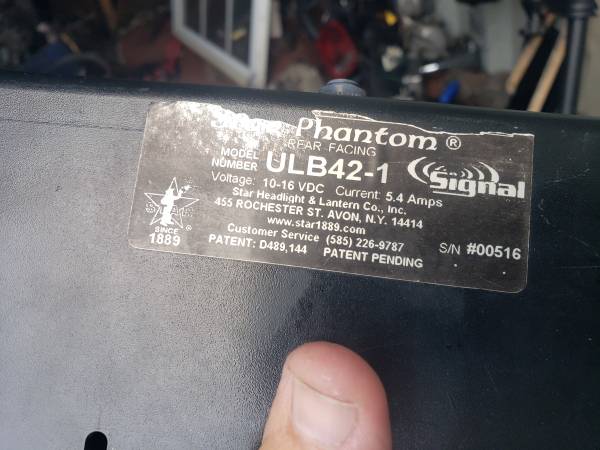 Phantom®
REAR FACING
MODEL NUMBER ULB42-1
Signal
Voltage: 10-16 VDC Current: 5.4 Amps
Star Headlight & Lantern Co., Inc.
455 ROCHESTER ST. AVON, N.Y. 14414
www.star1889.com
STAR®
SINCE
1889
Customer Service (585) 226-9787
PATENT: D489,144 PATENT PENDING
S/N #00516